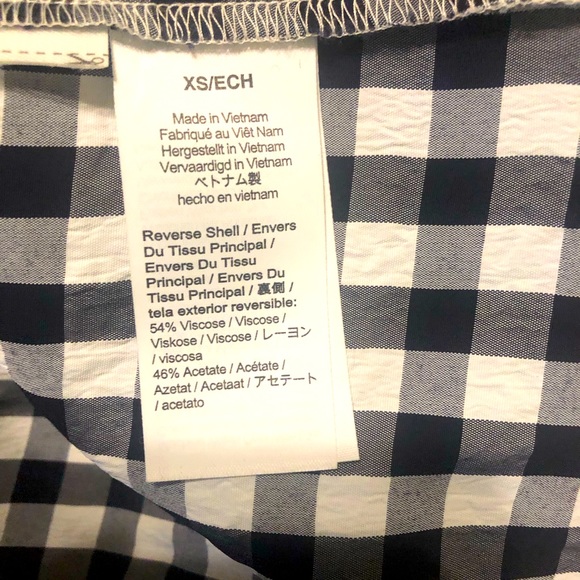 XS/ECH
Made in Vietnam
Fabriqué au Viêt Nam
Hergestellt in Vietnam
Vervaardigd in Vietnam
ベトナム製
hecho en vietnam
Reverse Shell / Envers
Du Tissu Principal /
Envers Du Tissu
Principal / Envers Du
Tissu Principal / 裏側 /
tela exterior reversible:
54% Viscose / Viscose /
Viskose / Viscose / レーヨン
/ viscosa
46% Acetate / Acétate /
Azetat / Acetaat / アセテート
/ acetato